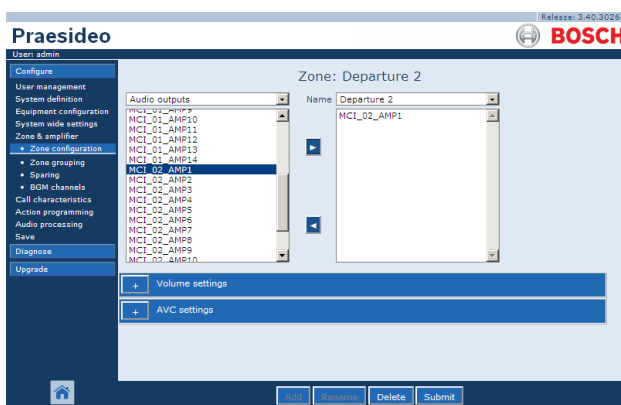 Release: 3.40.3026
Praesideo
BOSCH
User: admin
Configure
User management
System definition
Equipment configuration
System wide settings
Zone & amplifier
• Zone configuration
• Zone grouping
• Sparing
• BGM channels
Call characteristics
Action programming
Audio processing
Save
Diagnose
Upgrade
Zone: Departure 2
Audio outputs
MCI_01_AMP9
MCI_01_AMP10
MCI_01_AMP11
MCI_01_AMP12
MCI_01_AMP13
MCI_01_AMP14
MCI_02_AMP1
MCI_02_AMP2
MCI_02_AMP3
MCI_02_AMP4
MCI_02_AMP5
MCI_02_AMP6
MCI_02_AMP7
MCI_02_AMP8
MCI_02_AMP9
MCI_02_AMP10
Name Departure 2
MCI_02_AMP1
+ Volume settings
+ AVC settings
Add Rename Delete Submit